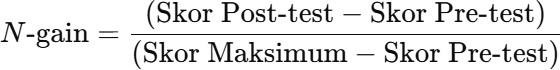 N-gain = (Skor Post-test − Skor Pre-test)
(Skor Maksimum − Skor Pre-test)